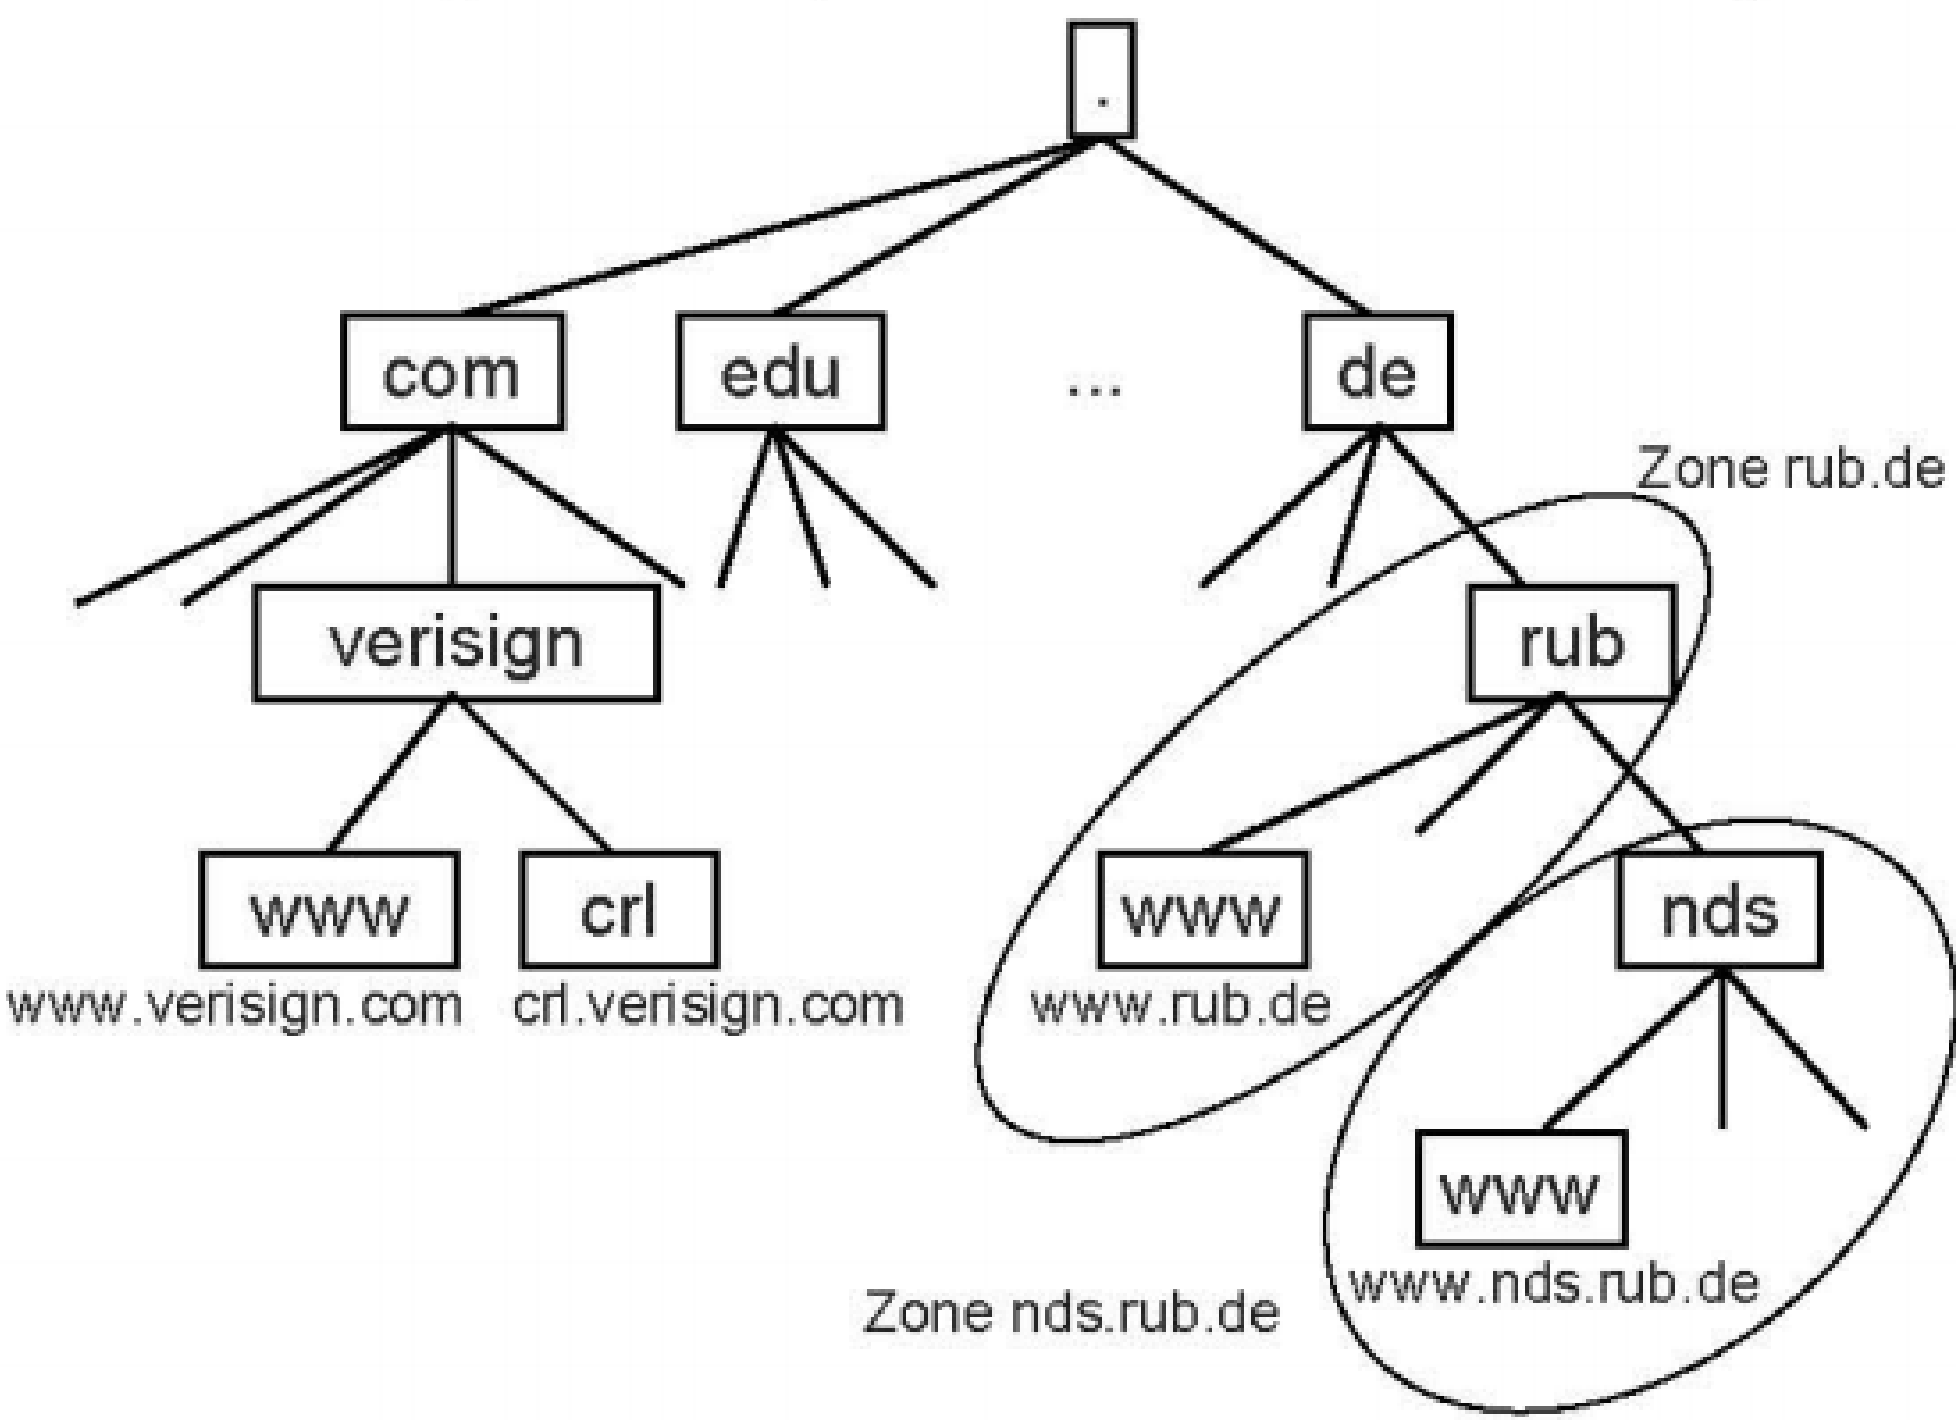 .
com
edu
...
de
Zone rub.de
verisign
rub
www
crl
www
nds
www.verisign.com
crl.verisign.com
www.rub.de
www
www.nds.rub.de
Zone nds.rub.de